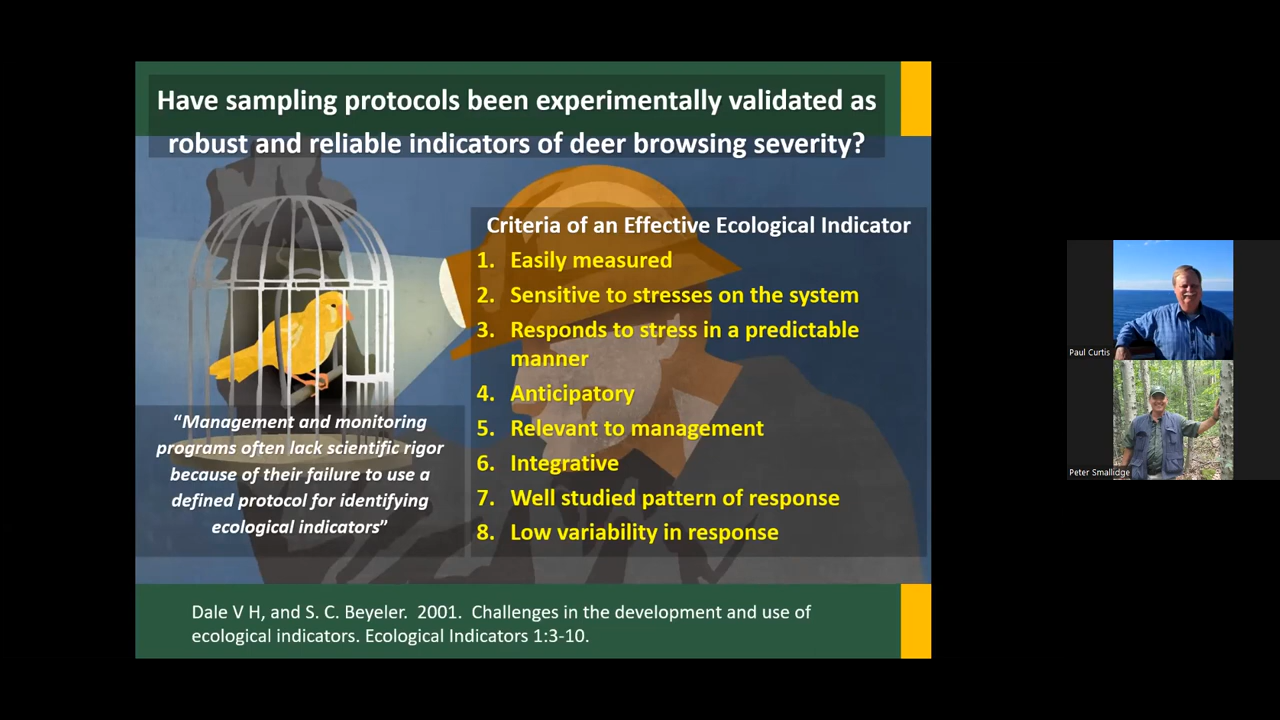 Have sampling protocols been experimentally validated as
robust and reliable indicators of deer browsing severity?
Criteria of an Effective Ecological Indicator
1. Easily measured
2. Sensitive to stresses on the system
3. Responds to stress in a predictable
manner
4. Anticipatory
5. Relevant to management
6. Integrative
7. Well studied pattern of response
8. Low variability in response
“Management and monitoring
programs often lack scientific rigor
because of their failure to use a
defined protocol for identifying
ecological indicators”
Dale V H, and S. C. Beyeler. 2001. Challenges in the development and use of
ecological indicators. Ecological Indicators 1:3-10.
Paul Curtis
Peter Smallidge